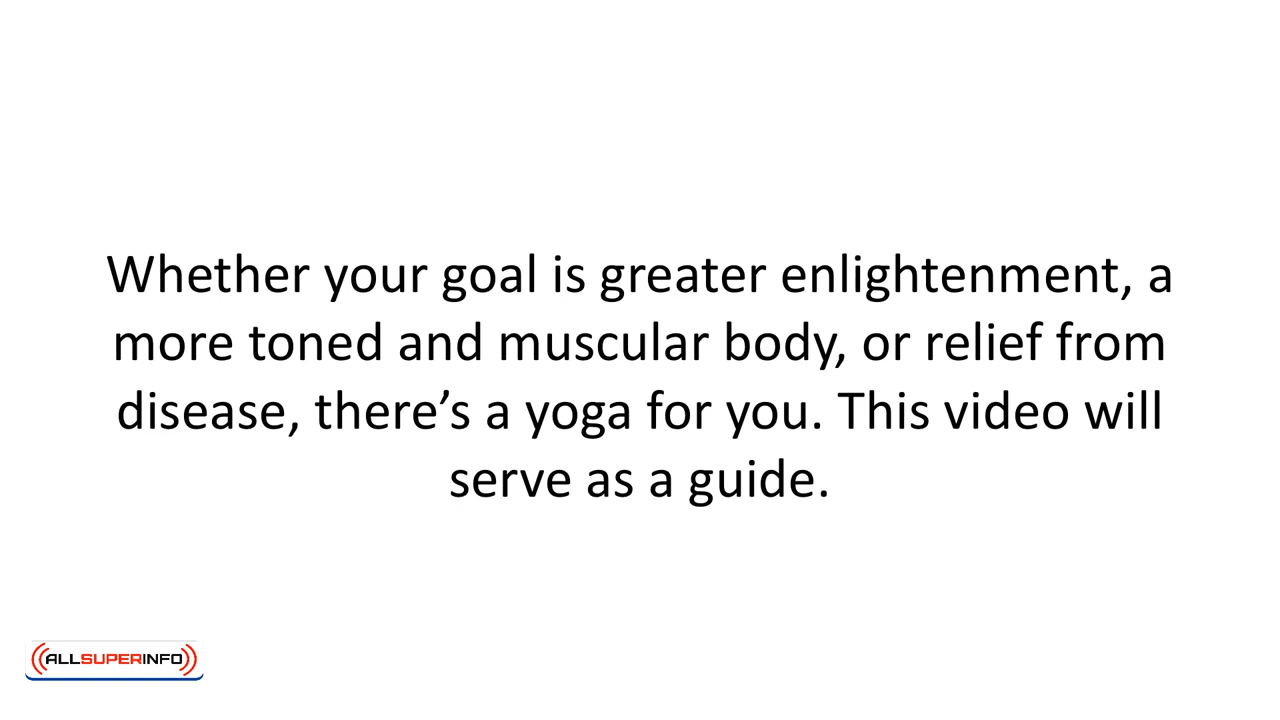 Whether your goal is greater enlightenment, a
more toned and muscular body, or relief from
disease, there’s a yoga for you. This video will
serve as a guide.
ALLSUPERINFO